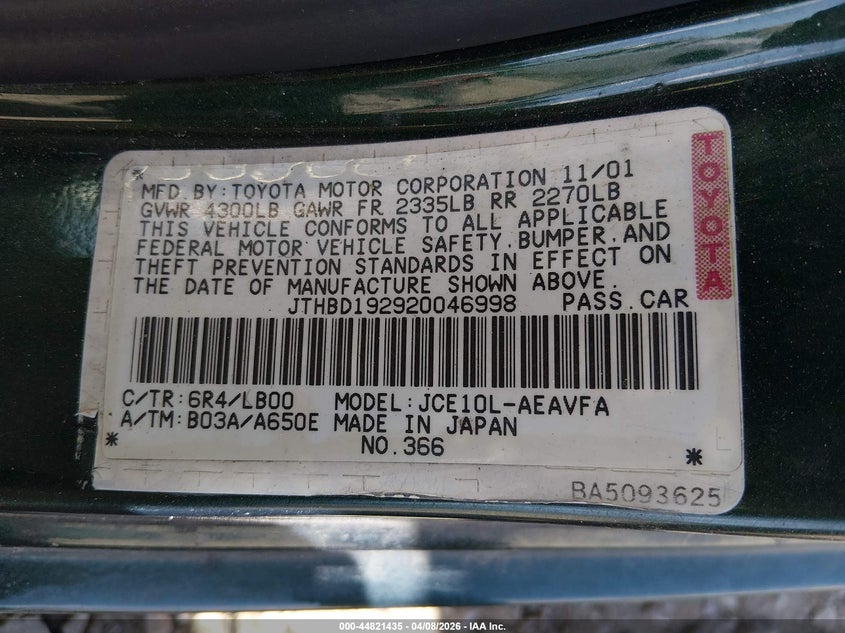 MFD. BY: TOYOTA MOTOR CORPORATION 11/01
GVWR 4300LB GAWR FR 2335LB RR 2270LB
THIS VEHICLE CONFORMS TO ALL APPLICABLE
FEDERAL MOTOR VEHICLE SAFETY, BUMPER, AND
THEFT PREVENTION STANDARDS IN EFFECT ON
THE DATE OF MANUFACTURE SHOWN ABOVE.
JTHBD192920046998 PASS. CAR
TOYOTA
C/TR: 6R4/LB00 MODEL: JCE10L-AEAVFA
A/TM: B03A/A650E MADE IN JAPAN
* NO. 366 *
BA5093625
000-44821435 - 04/08/2026 - IAA Inc.